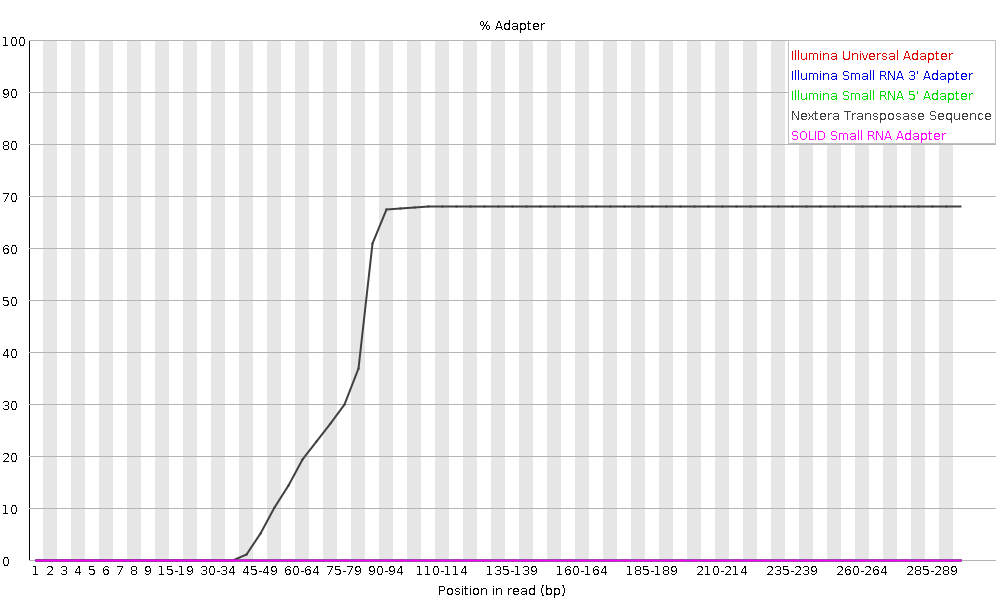 % Adapter
100
90
80
70
60
50
40
30
20
10
0
Illumina Universal Adapter
Illumina Small RNA 3' Adapter
Illumina Small RNA 5' Adapter
Nextera Transposase Sequence
SOLID Small RNA Adapter
1 2 3 4 5 6 7 8 9 15-19 30-34 45-49 60-64 75-79 90-94 110-114 135-139 160-164 185-189 210-214 235-239 260-264 285-289
Position in read (bp)